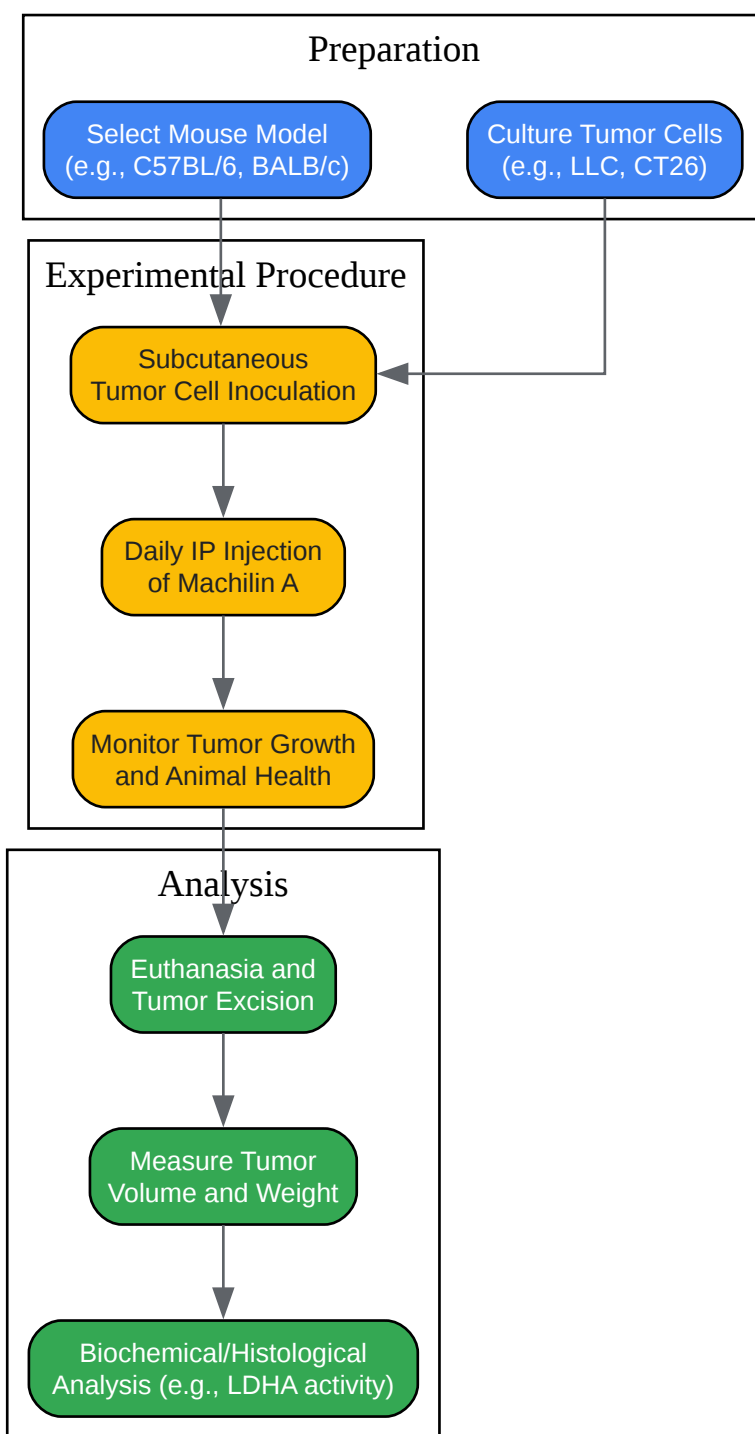 Preparation
Select Mouse Model
(e.g., C57BL/6, BALB/c)
Culture Tumor Cells
(e.g., LLC, CT26)
Experimental Procedure
Subcutaneous
Tumor Cell Inoculation
Daily IP Injection
of Machilin A
Monitor Tumor Growth
and Animal Health
Analysis
Euthanasia and
Tumor Excision
Measure Tumor
Volume and Weight
Biochemical/Histological
Analysis (e.g., LDHA activity)